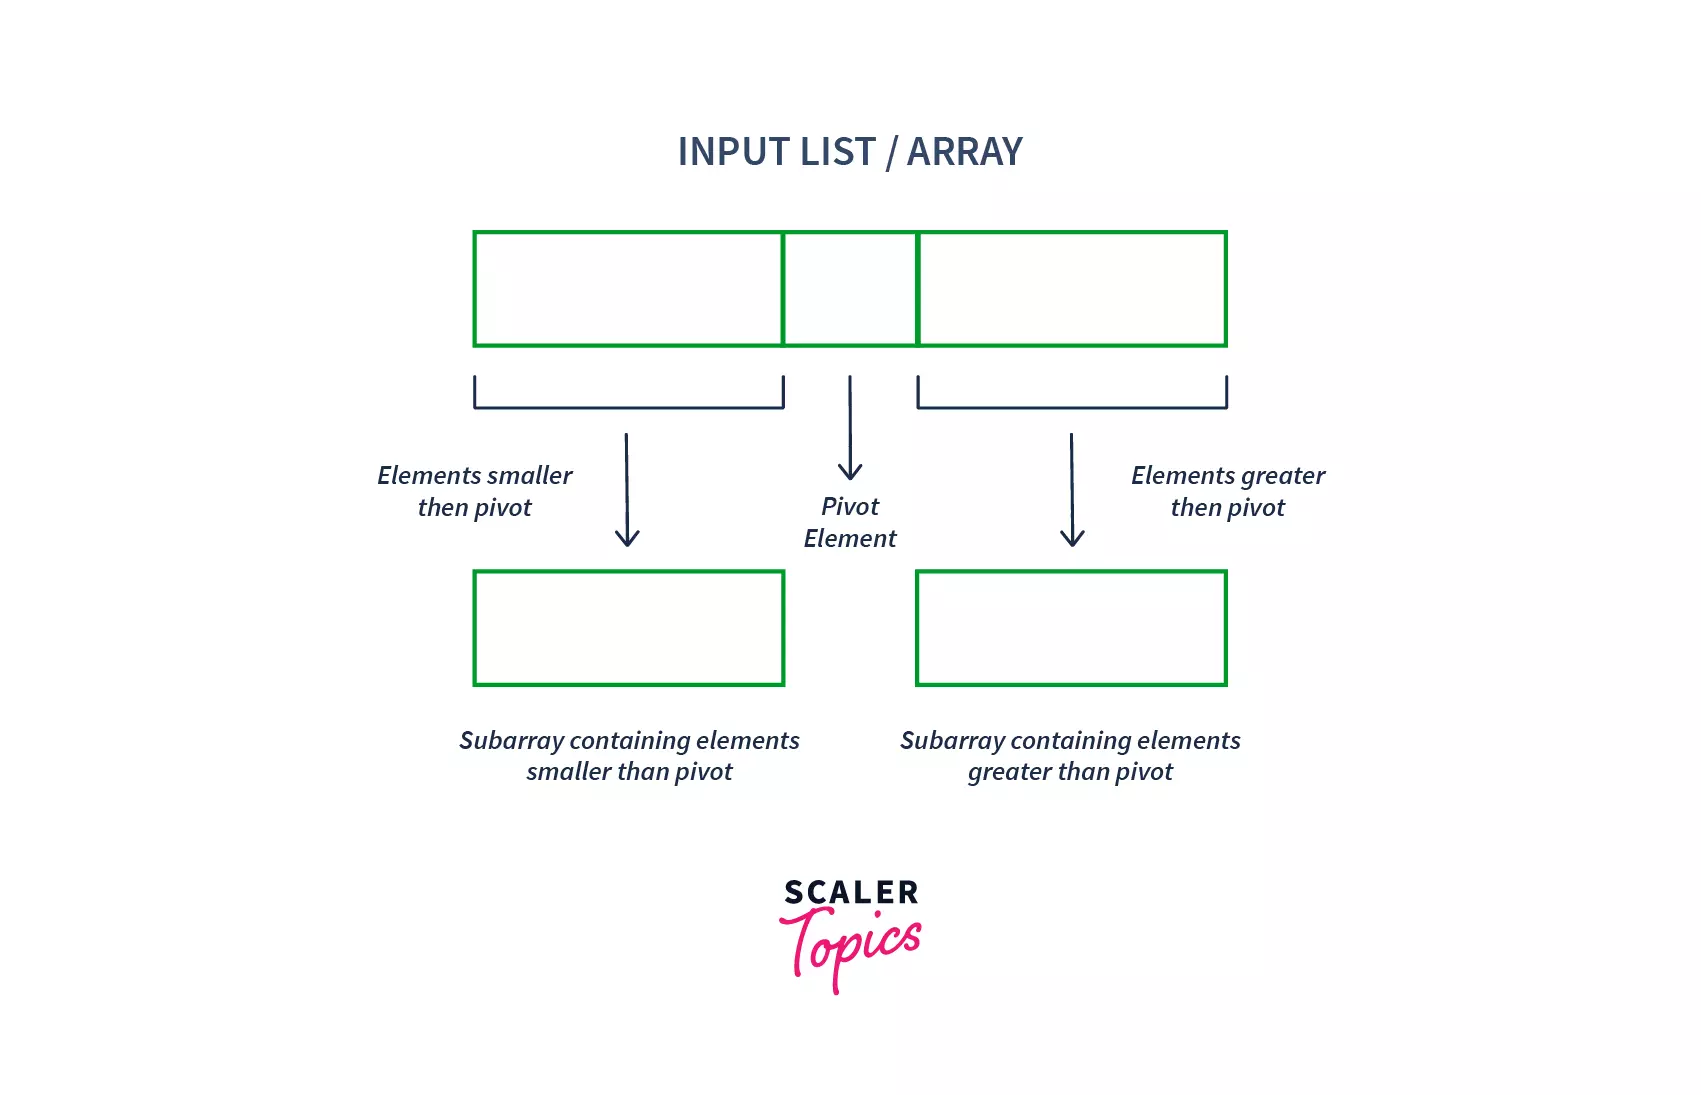 INPUT LIST / ARRAY
Elements smaller
then pivot
Pivot
Element
Elements greater
then pivot
Subarray containing elements
smaller than pivot
Subarray containing elements
greater than pivot
SCALER
Topics